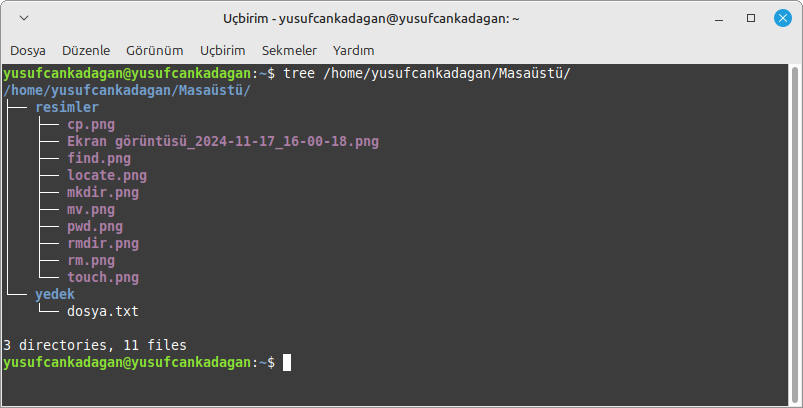 Uçbirim - yusufcankadagan@yusufcankadagan: ~
Dosya Düzenle Görünüm Uçbirim Sekmeler Yardım
yusufcankadagan@yusufcankadagan:~$ tree /home/yusufcankadagan/Masaüstü/
/home/yusufcankadagan/Masaüstü/
├── resimler
│   ├── cp.png
│   ├── Ekran görüntüsü_2024-11-17_16-00-18.png
│   ├── find.png
│   ├── locate.png
│   ├── mkdir.png
│   ├── mv.png
│   ├── pwd.png
│   ├── rmdir.png
│   ├── rm.png
│   └── touch.png
└── yedek
    └── dosya.txt

3 directories, 11 files
yusufcankadagan@yusufcankadagan:~$